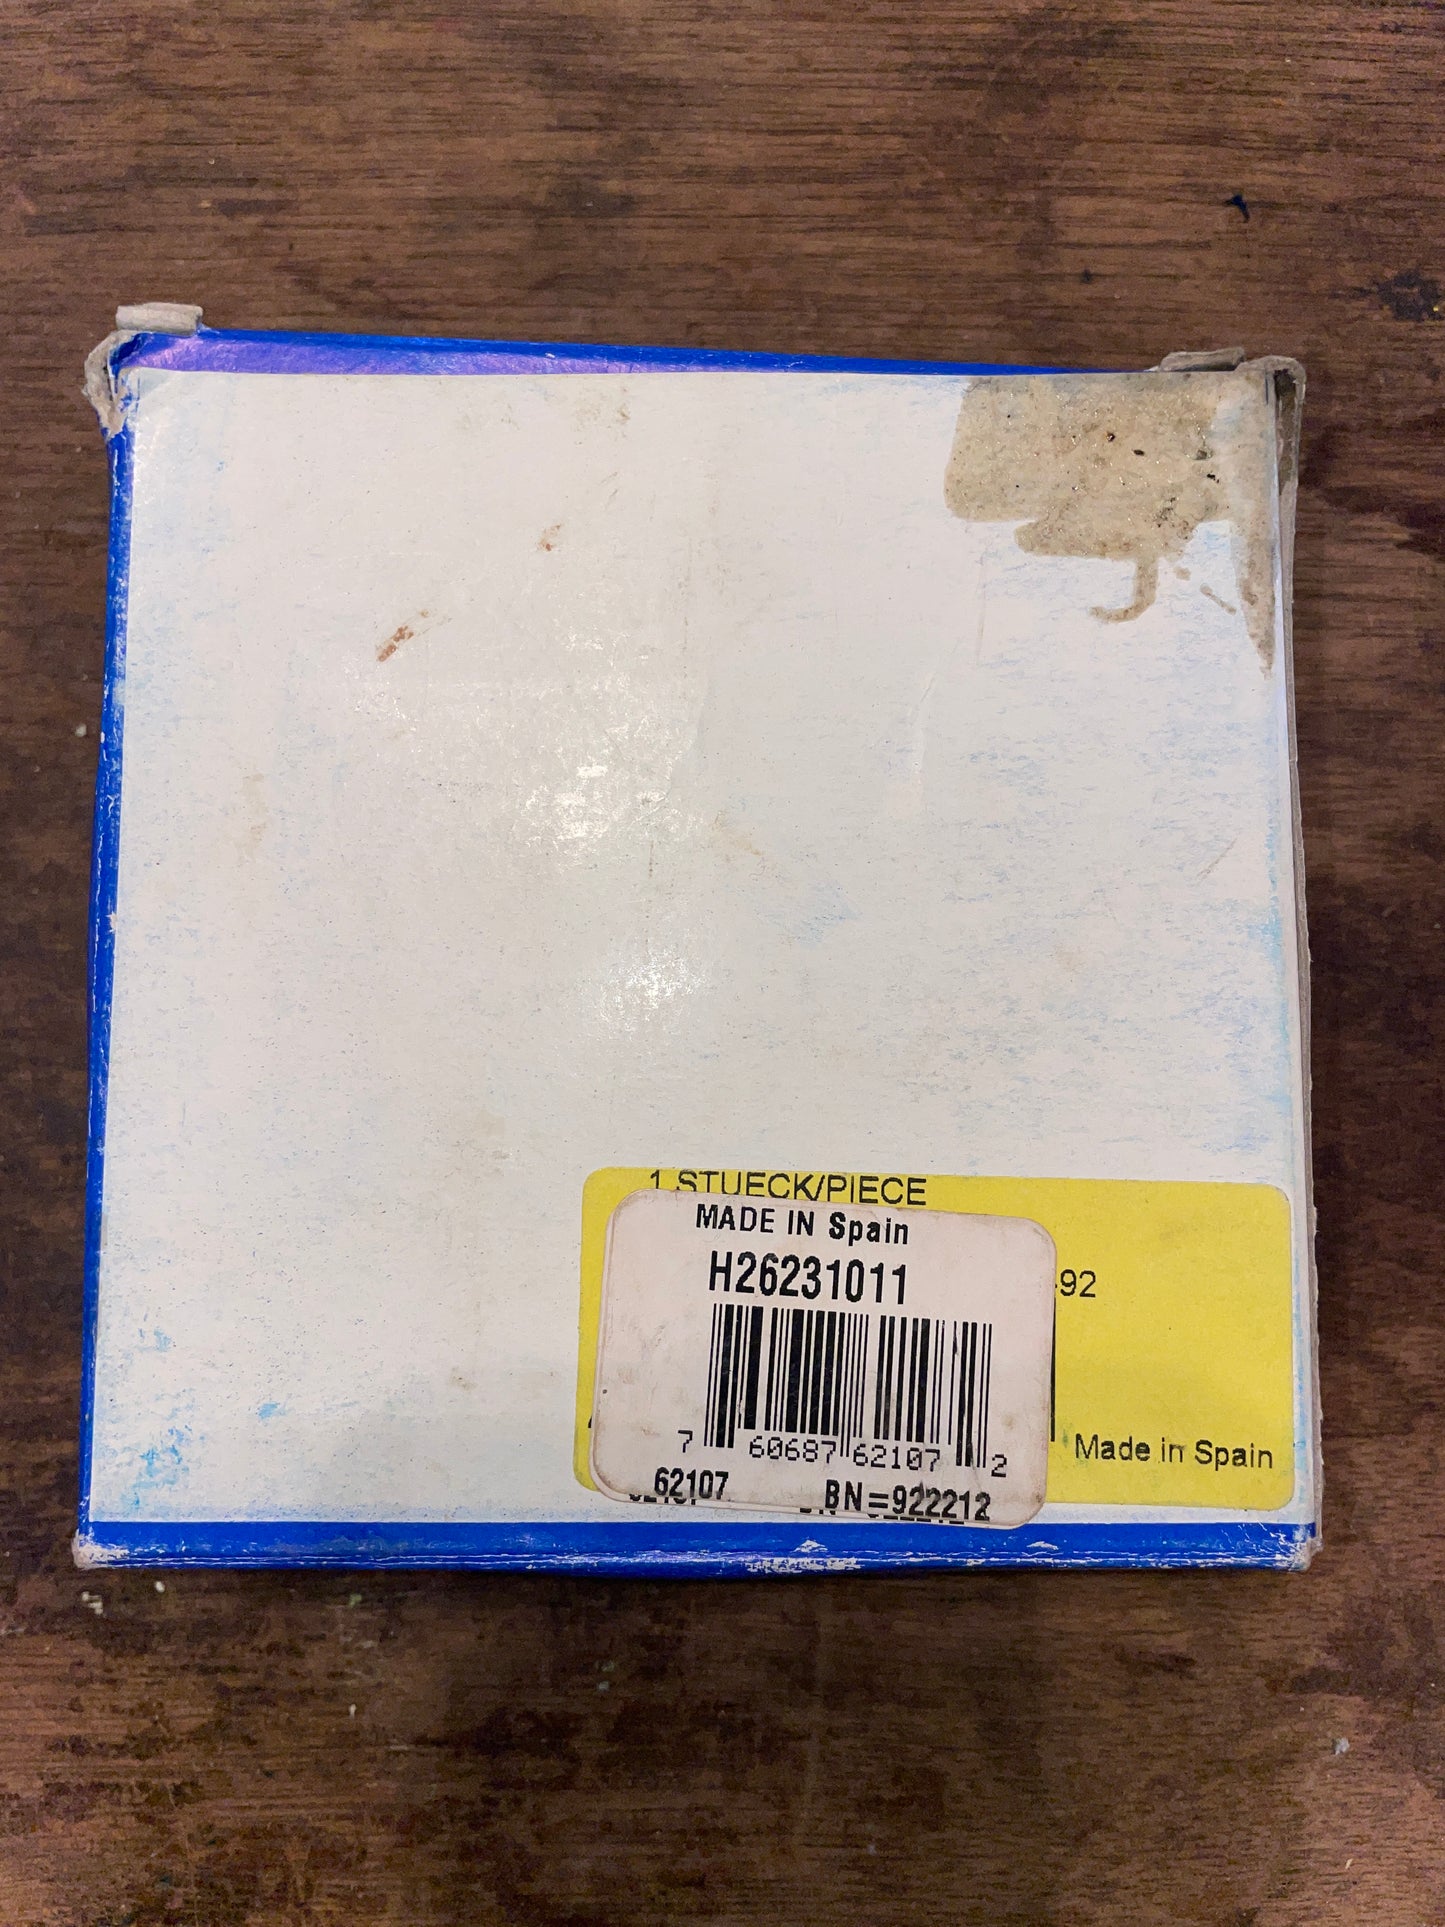 1 STUECK/PIECE
MADE IN Spain
H26231011
-92
7 60687 62107 2
Made in Spain
62107
BN=922212